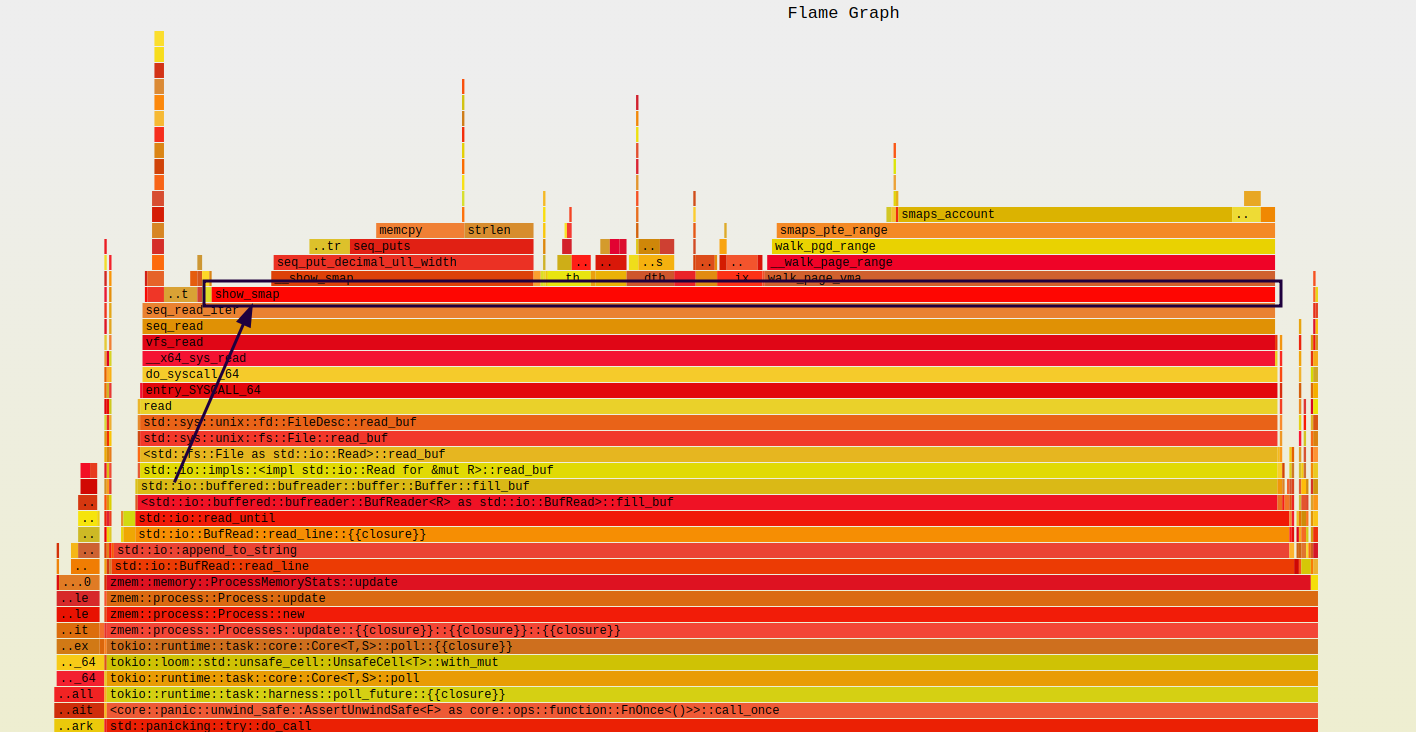 Flame Graph
smaps_account
..
memcpy
strlen
smaps_pte_range
..tr
seq_puts
..
walk_pgd_range
seq_put_decimal_ull_width
..
..
..s
..
..
__walk_page_range
__show_smap
walk_page_vma
..t
show_smap
seq_read_iter
seq_read
vfs_read
__x64_sys_read
do_syscall_64
entry_SYSCALL_64
read
std::sys::unix::fd::FileDesc::read_buf
std::sys::unix::fs::File::read_buf
<std::fs::File as std::io::Read>::read_buf
std::io::impls::<impl std::io::Read for &mut R>::read_buf
std::io::buffered::bufreader::buffer::Buffer::fill_buf
.. <std::io::buffered::bufreader::BufReader<R> as std::io::BufRead>::fill_buf
.. std::io::read_until
.. std::io::BufRead::read_line::{{closure}}
.. std::io::append_to_string
.. std::io::BufRead::read_line
...0 zmem::memory::ProcessMemoryStats::update
..le zmem::process::Process::update
..le zmem::process::Process::new
..it zmem::process::Processes::update::{{closure}}::{{closure}}::{{closure}}
..ex tokio::runtime::task::core::Core<T,S>::poll::{{closure}}
.._64 tokio::loom::std::unsafe_cell::UnsafeCell<T>::with_mut
.._64 tokio::runtime::task::core::Core<T,S>::poll
..all tokio::runtime::task::harness::poll_future::{{closure}}
..ait <core::panic::unwind_safe::AssertUnwindSafe<F> as core::ops::function::FnOnce<()>>::call_once
..ark std::panicking::try::do_call